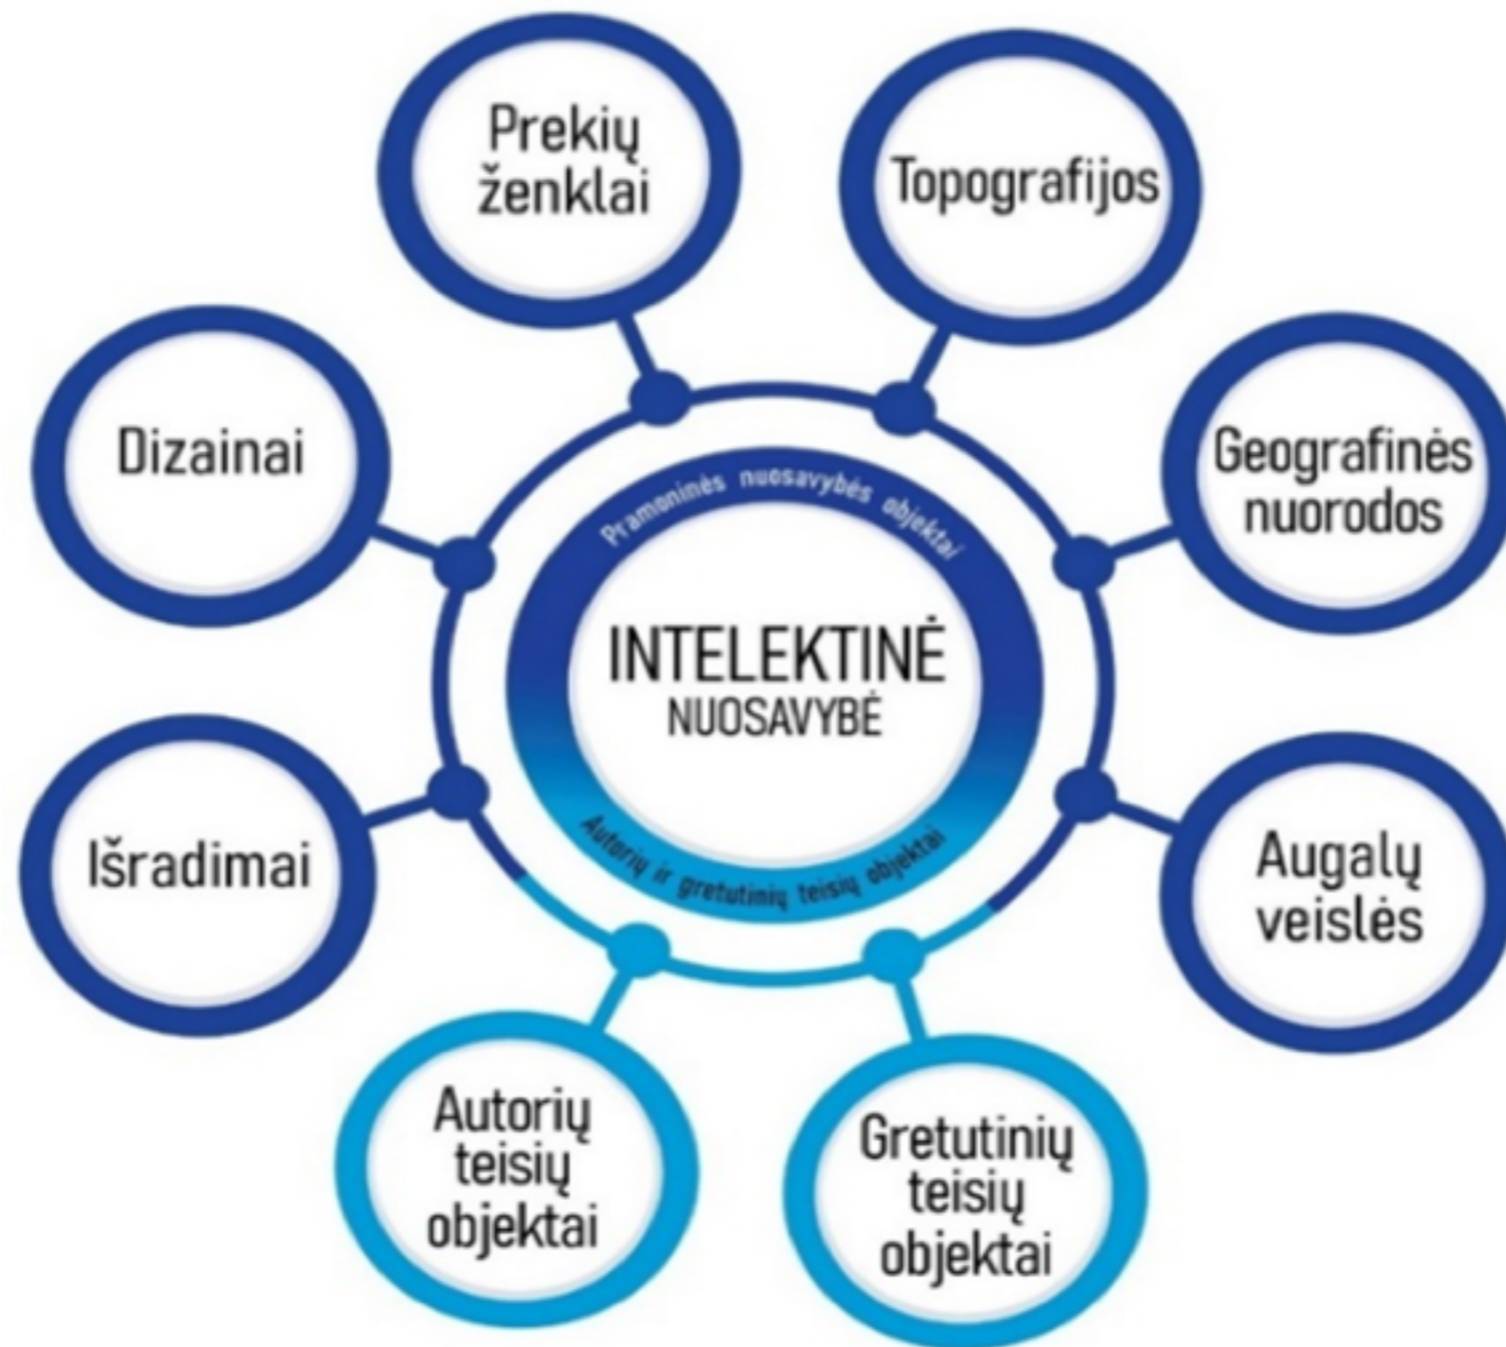 Prekių
ženklai
Topografijos
Dizainai
Geografinės
nuorodos
Pramoninės nuosavybės objektai
INTELEKTINĖ
NUOSAVYBĖ
Autorių ir gretutinių teisių objektai
Išradimai
Augalų
veislės
Autorių
teisių
objektai
Gretutinių
teisių
objektai